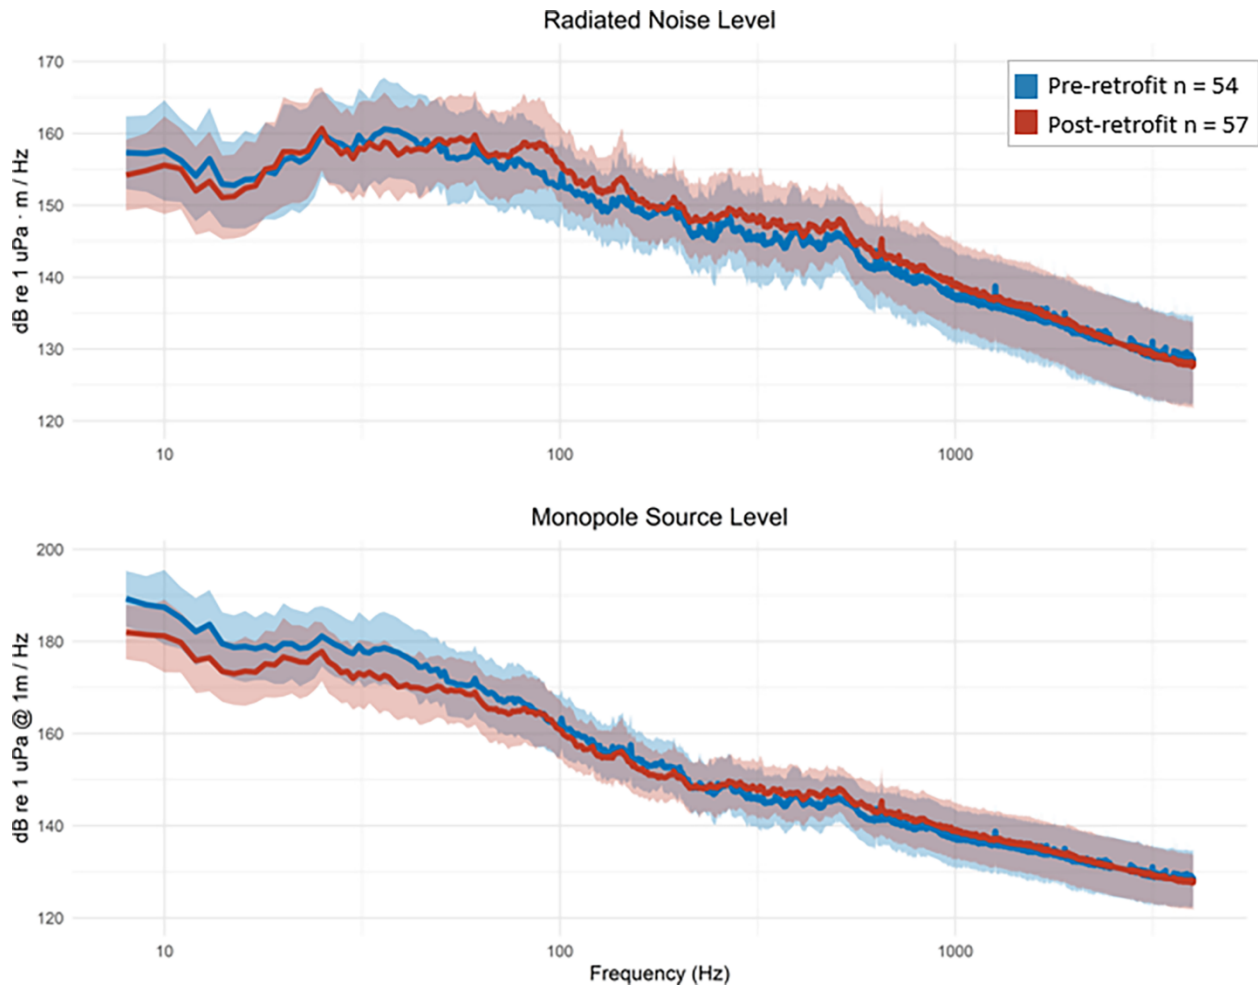 Radiated Noise Level
dB re 1 uPa · m / Hz
170
160
150
140
130
120
10 100 1000
Pre-retrofit n = 54
Post-retrofit n = 57
Monopole Source Level
dB re 1 uPa @ 1m / Hz
200
180
160
140
120
10 100 1000
Frequency (Hz)